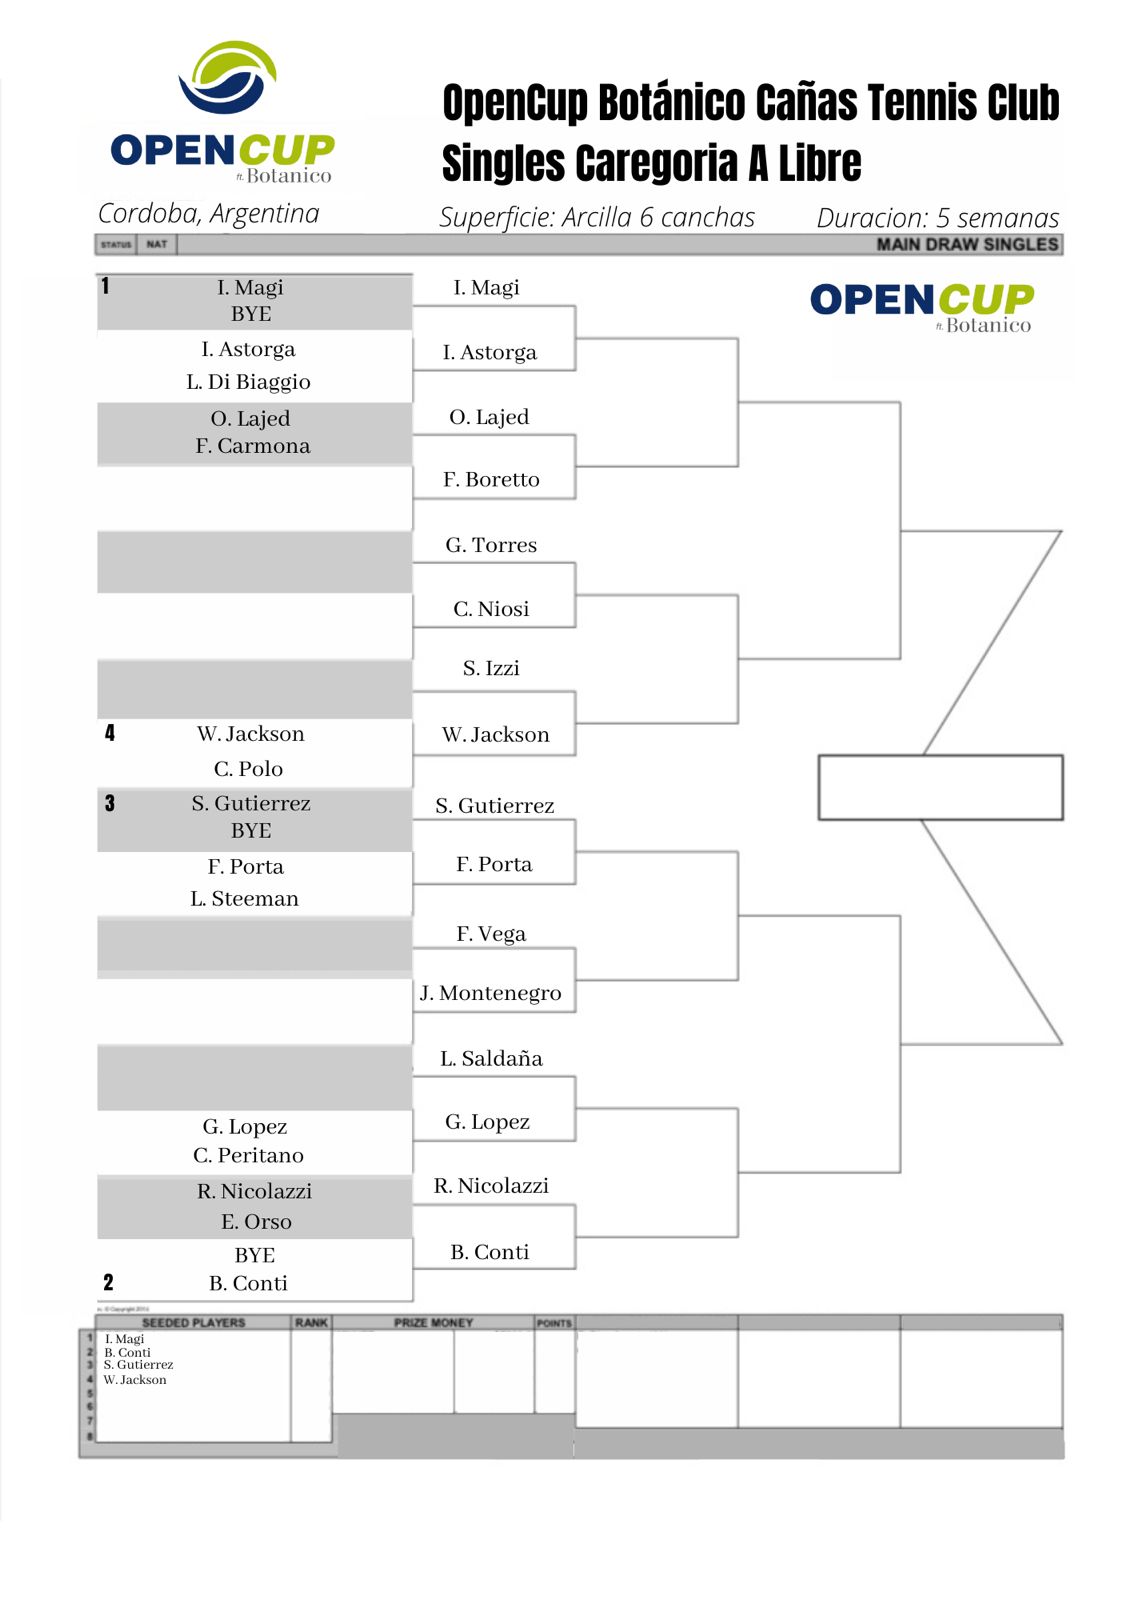 OPENCUP
ft. Botanico
OpenCup Botánico Cañas Tennis Club
Singles Caregoria A Libre
Cordoba, Argentina
Superficie: Arcilla 6 canchas
Duracion: 5 semanas
STATUS NAT MAIN DRAW SINGLES
OPENCUP
ft. Botanico
1 I. Magi
BYE
I. Astorga
L. Di Biaggio
O. Lajed
F. Carmona
4 W. Jackson
C. Polo
3 S. Gutierrez
BYE
F. Porta
L. Steeman
G. Lopez
C. Peritano
R. Nicolazzi
E. Orso
BYE
2 B. Conti
I. Magi
I. Astorga
O. Lajed
F. Boretto
G. Torres
C. Niosi
S. Izzi
W. Jackson
S. Gutierrez
F. Porta
F. Vega
J. Montenegro
L. Saldaña
G. Lopez
R. Nicolazzi
B. Conti
© Copyright
SEEDED PLAYERS RANK PRIZE MONEY POINTS
1 I. Magi
2 B. Conti
3 S. Gutierrez
4 W. Jackson
5
6
7
8